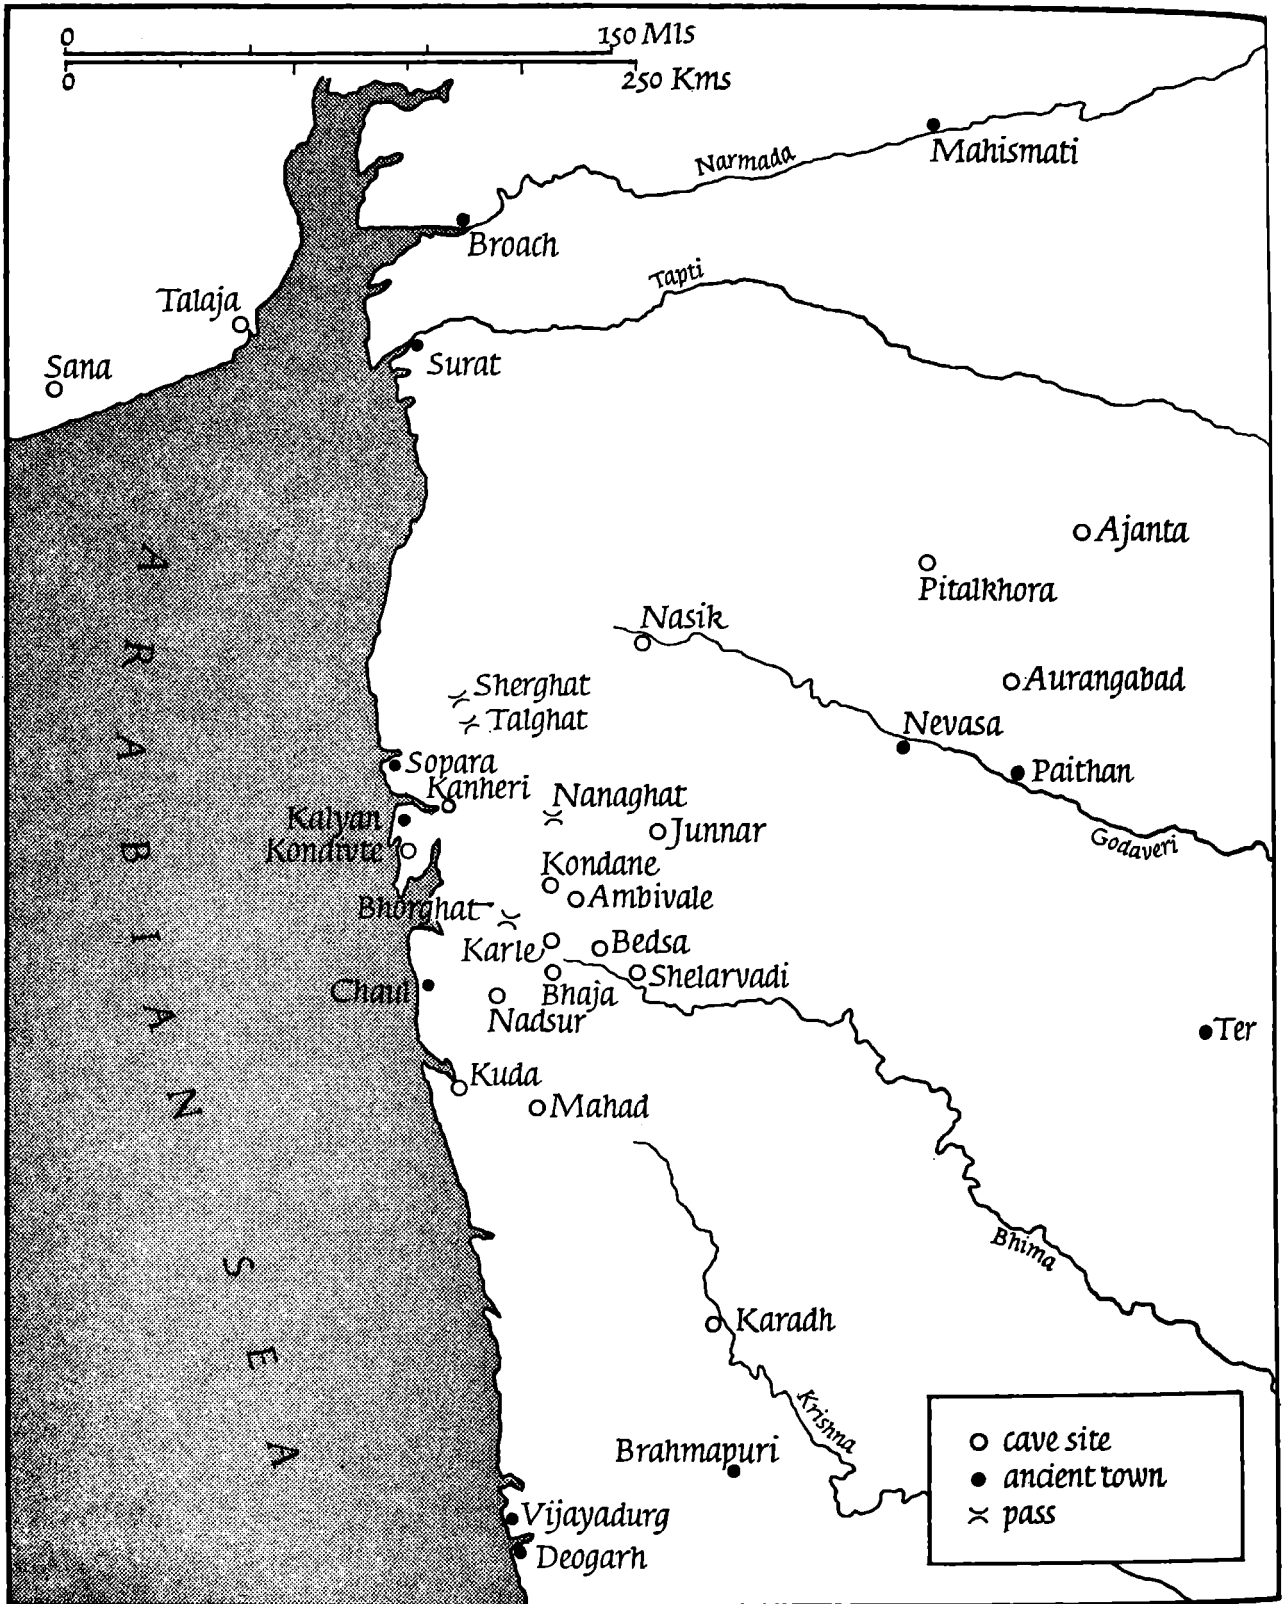 0 150 Mls
0 250 Kms
Mahismati
Narmada
Broach
Tapti
Talaja
Surat
Sana
Ajanta
Pitalkhora
Nasik
Aurangabad
Sherghat
Talghat
Nevasa
Sopara
Paithan
Kanheri
Nanaghat
Kalyan
Junnar
Godaveri
Kondivte
Kondane
Ambivale
Bhorghat
Karle
Bedsa
Shelarvadi
Chaul
Bhaja
Nadsur
Ter
Kuda
Mahad
ARABIAN SEA
Bhima
Karadh
Krishna
Brahmapuri
Vijayadurg
Deogarh
cave site
ancient town
pass